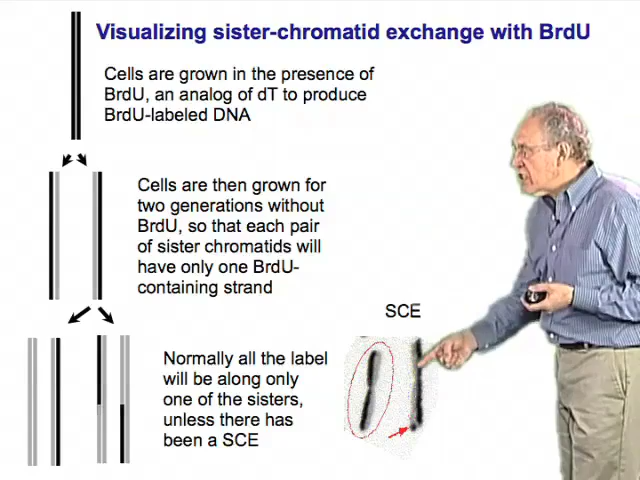 Visualizing sister-chromatid exchange with BrdU
Cells are grown in the presence of
BrdU, an analog of dT to produce
BrdU-labeled DNA
Cells are then grown for
two generations without
BrdU, so that each pair
of sister chromatids will
have only one BrdU-
containing strand
SCE
Normally all the label
will be along only
one of the sisters,
unless there has
been a SCE